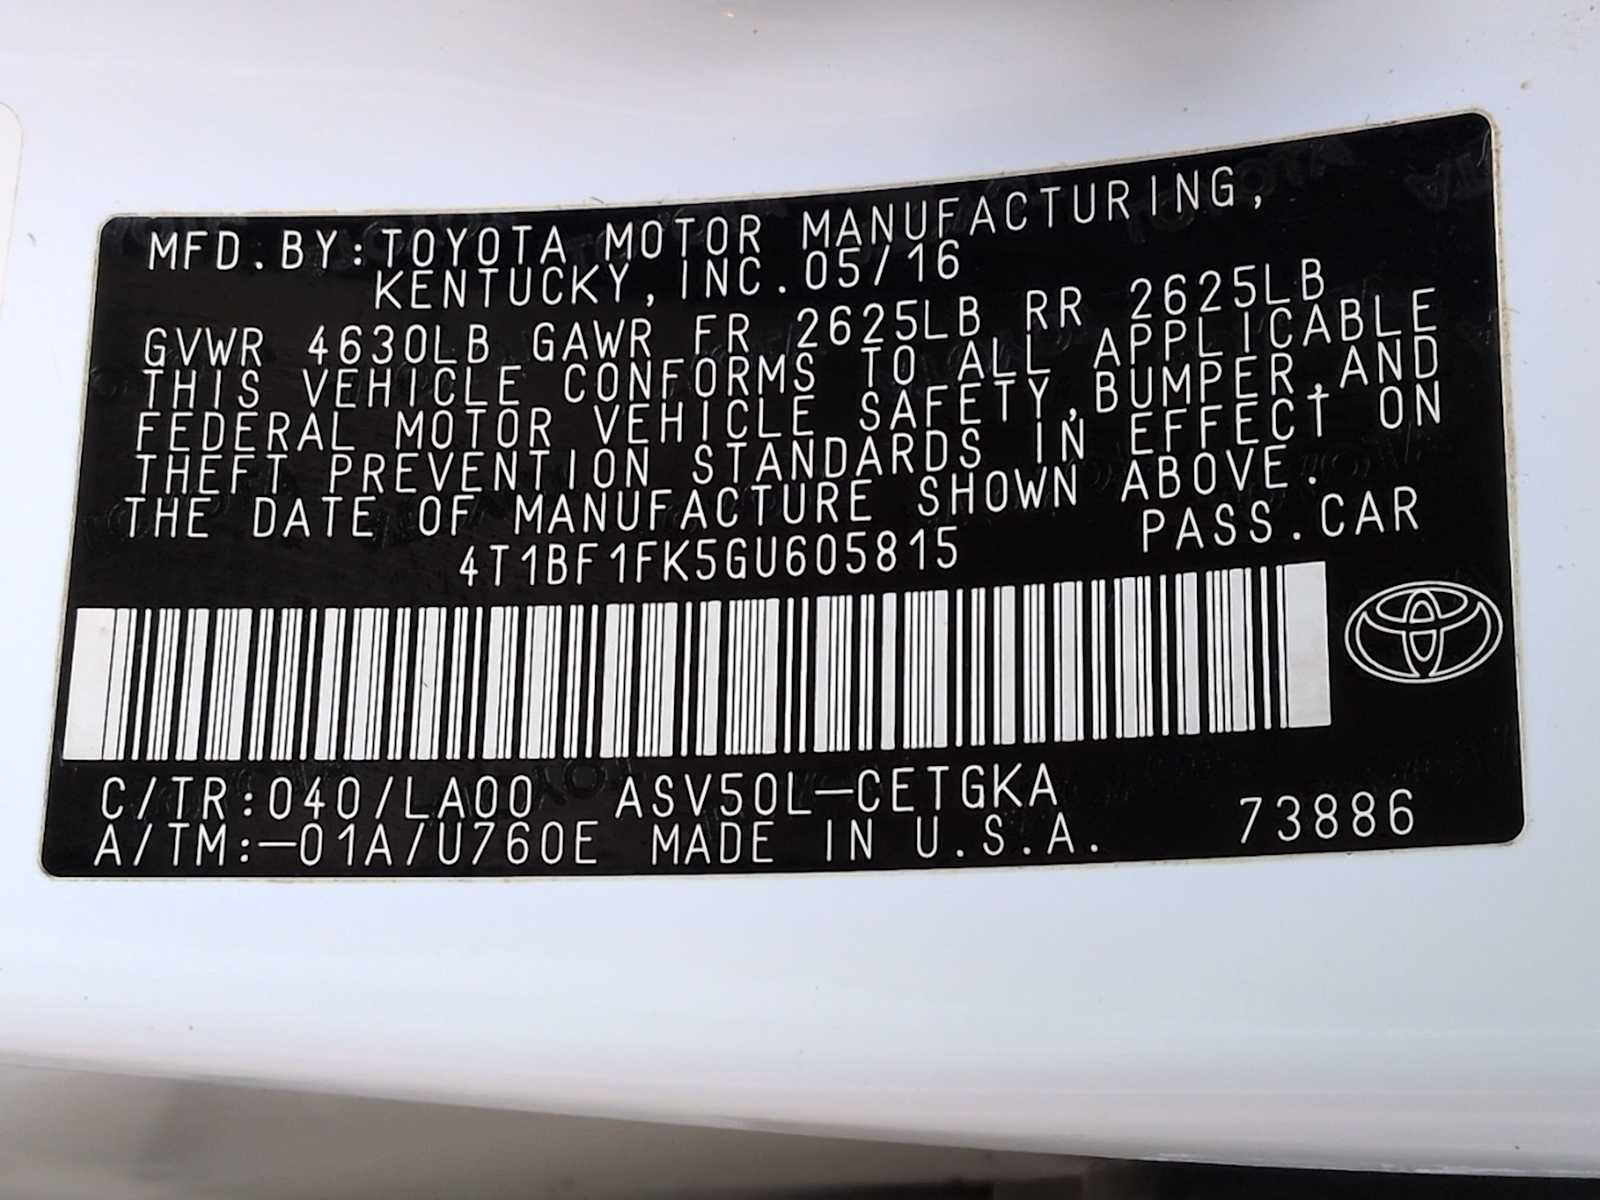 MFD.BY:TOYOTA MOTOR MANUFACTURING,
KENTUCKY,INC.05/16
GVWR 4630LB GAWR FR 2625LB RR 2625LB
THIS VEHICLE CONFORMS TO ALL APPLICABLE
FEDERAL MOTOR VEHICLE SAFETY,BUMPER,AND
THEFT PREVENTION STANDARDS IN EFFECT ON
THE DATE OF MANUFACTURE SHOWN ABOVE.
4T1BF1FK5GU605815 PASS.CAR
C/TR:040/LA00 ASV50L-CETGKA
A/TM:-01A/U760E MADE IN U.S.A. 73886